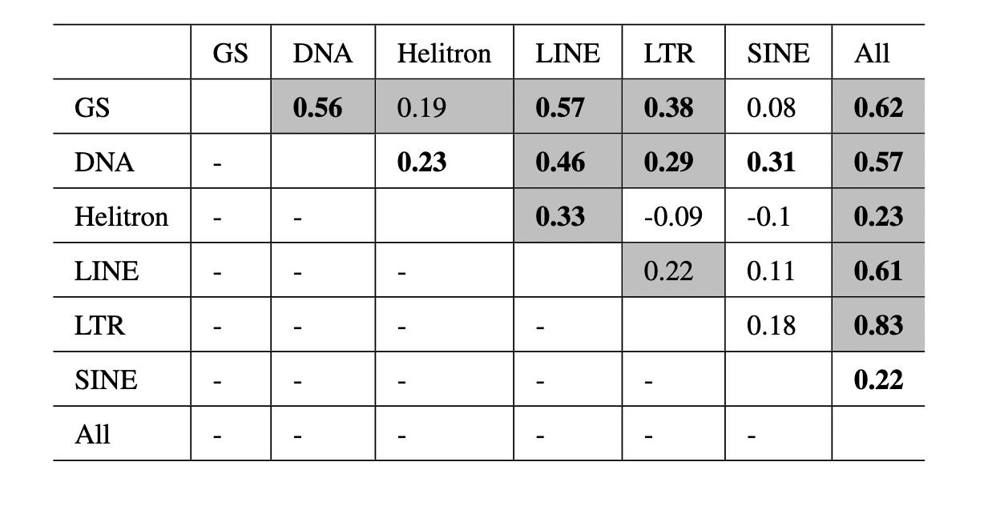 GS DNA Helitron LINE LTR SINE All
GS 0.56 0.19 0.57 0.38 0.08 0.62
DNA - 0.23 0.46 0.29 0.31 0.57
Helitron - - 0.33 -0.09 -0.1 0.23
LINE - - - 0.22 0.11 0.61
LTR - - - - 0.18 0.83
SINE - - - - - 0.22
All - - - - - -